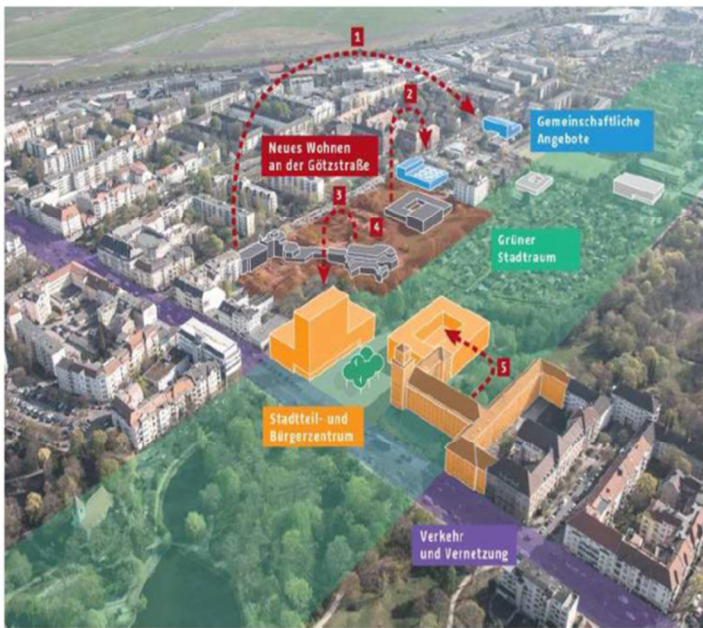 1
2
Gemeinschaftliche
Angebote
Neues Wohnen
an der Götzstraße
3
4
Grüner
Stadtraum
5
Stadtteil- und
Bürgerzentrum
Verkehr
und Vernetzung